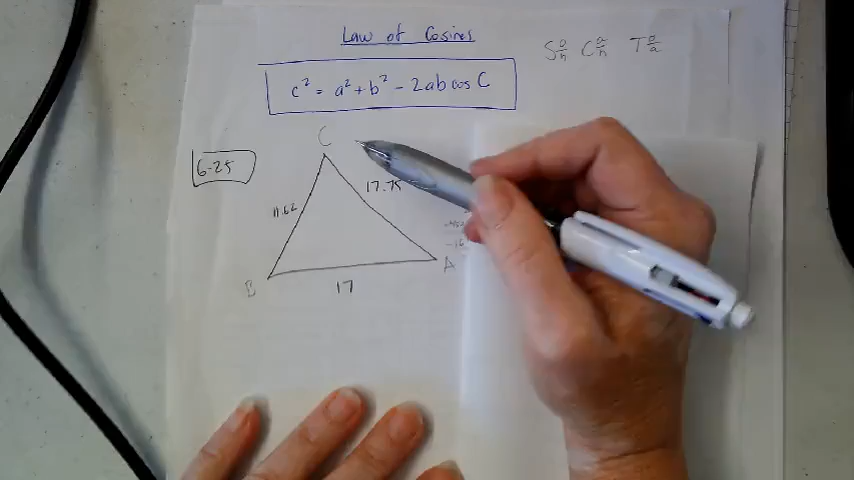 Law of Cosines
S o/h C a/h T o/a
c² = a² + b² - 2ab cos C
C
6-25
17.75
11.62
B
A
17